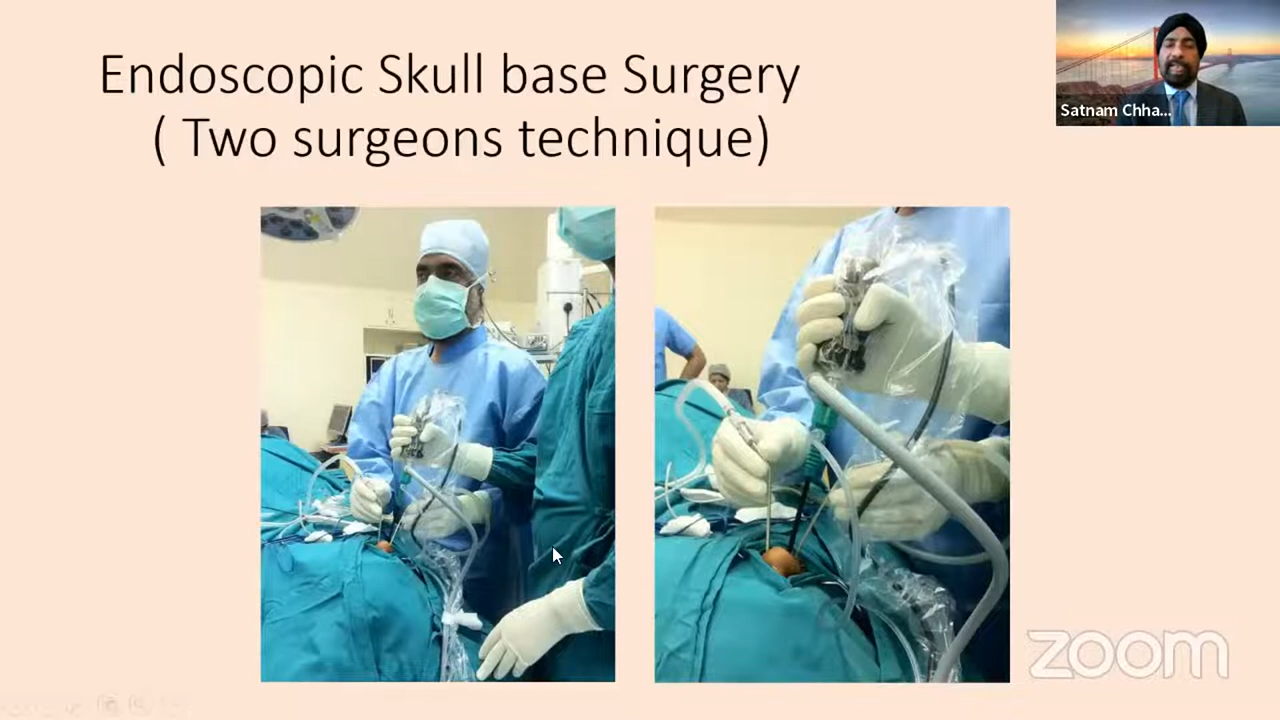 Endoscopic Skull base Surgery
( Two surgeons technique)
Satnam Chha...
zoom